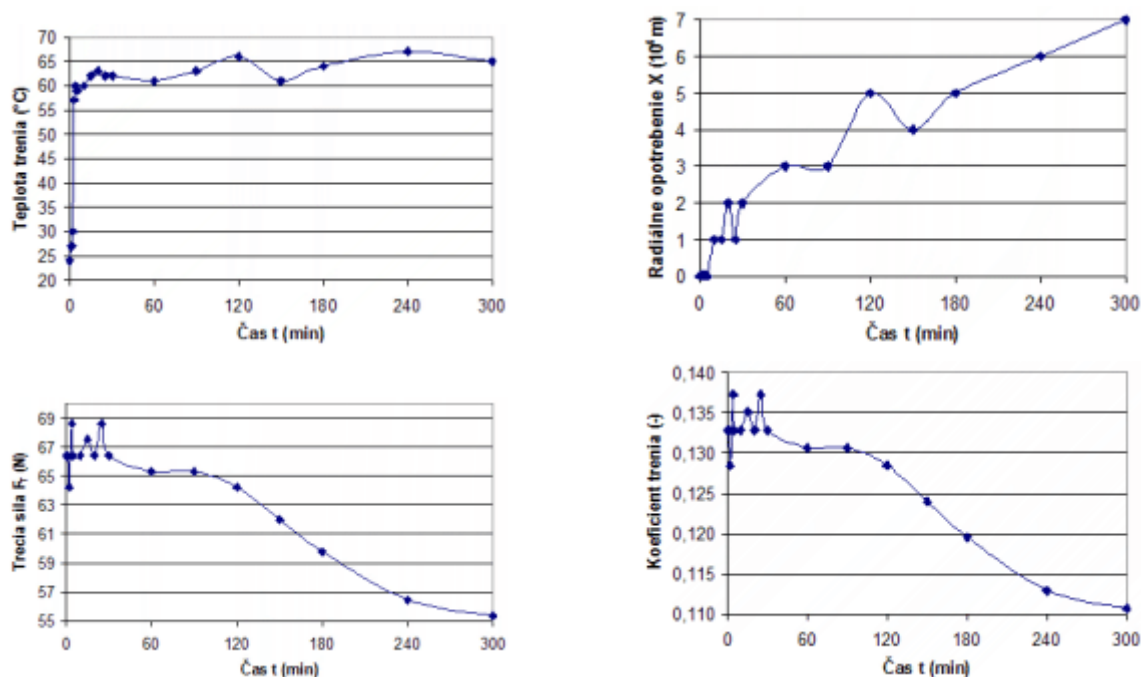 Teplota trenia (°C)
70
65
60
55
50
45
40
35
30
25
20
0 60 120 180 240 300
Čas t (min)
Radiálne opotrebenie X (10⁶ m)
7
6
5
4
3
2
1
0
0 60 120 180 240 300
Čas t (min)
Trecia sila Fₜ (N)
69
67
65
63
61
59
57
55
0 60 120 180 240 300
Čas t (min)
Koeficient trenia (-)
0,140
0,135
0,130
0,125
0,120
0,115
0,110
0 60 120 180 240 300
Čas t (min)